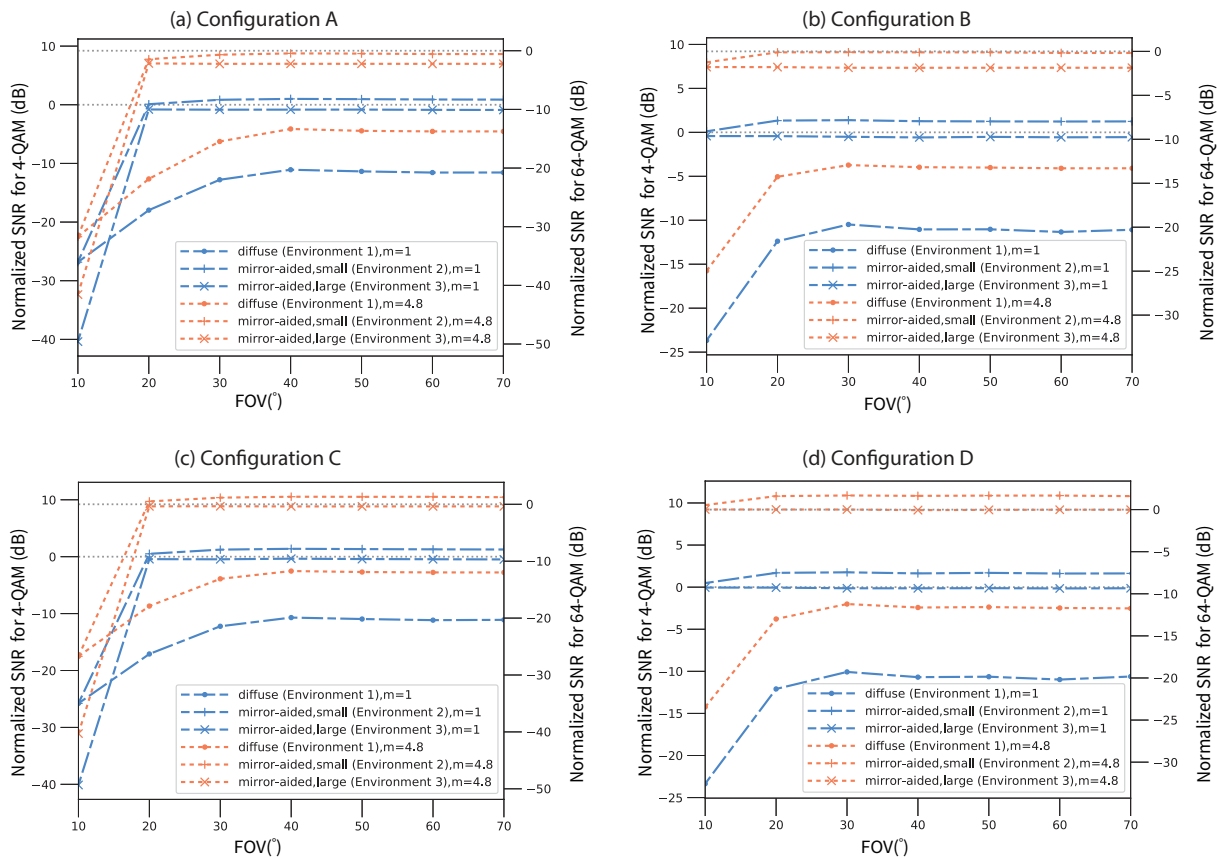 (a) Configuration A
Normalized SNR for 4-QAM (dB)
10
0
−10
−20
−30
−40
0
−10
−20
−30
−40
−50
Normalized SNR for 64-QAM (dB)
diffuse (Environment 1),m=1
mirror-aided,small (Environment 2),m=1
mirror-aided,large (Environment 3),m=1
diffuse (Environment 1),m=4.8
mirror-aided,small (Environment 2),m=4.8
mirror-aided,large (Environment 3),m=4.8
10 20 30 40 50 60 70
FOV(°)
(b) Configuration B
Normalized SNR for 4-QAM (dB)
10
5
0
−5
−10
−15
−20
−25
0
−5
−10
−15
−20
−25
−30
Normalized SNR for 64-QAM (dB)
diffuse (Environment 1),m=1
mirror-aided,small (Environment 2),m=1
mirror-aided,large (Environment 3),m=1
diffuse (Environment 1),m=4.8
mirror-aided,small (Environment 2),m=4.8
mirror-aided,large (Environment 3),m=4.8
10 20 30 40 50 60 70
FOV(°)
(c) Configuration C
Normalized SNR for 4-QAM (dB)
10
0
−10
−20
−30
−40
0
−10
−20
−30
−40
−50
Normalized SNR for 64-QAM (dB)
diffuse (Environment 1),m=1
mirror-aided,small (Environment 2),m=1
mirror-aided,large (Environment 3),m=1
diffuse (Environment 1),m=4.8
mirror-aided,small (Environment 2),m=4.8
mirror-aided,large (Environment 3),m=4.8
10 20 30 40 50 60 70
FOV(°)
(d) Configuration D
Normalized SNR for 4-QAM (dB)
10
5
0
−5
−10
−15
−20
−25
0
−5
−10
−15
−20
−25
−30
Normalized SNR for 64-QAM (dB)
diffuse (Environment 1),m=1
mirror-aided,small (Environment 2),m=1
mirror-aided,large (Environment 3),m=1
diffuse (Environment 1),m=4.8
mirror-aided,small (Environment 2),m=4.8
mirror-aided,large (Environment 3),m=4.8
10 20 30 40 50 60 70
FOV(°)